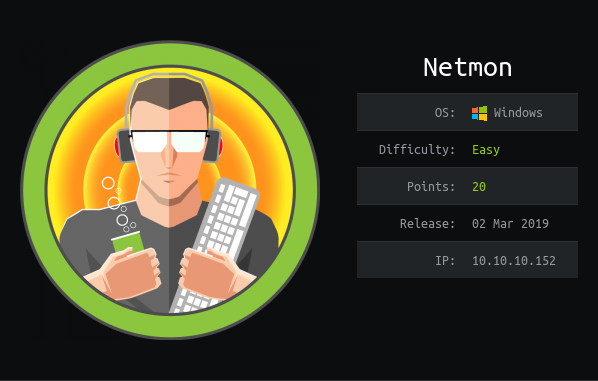 Netmon
OS: Windows
Difficulty: Easy
Points: 20
Release: 02 Mar 2019
IP: 10.10.10.152